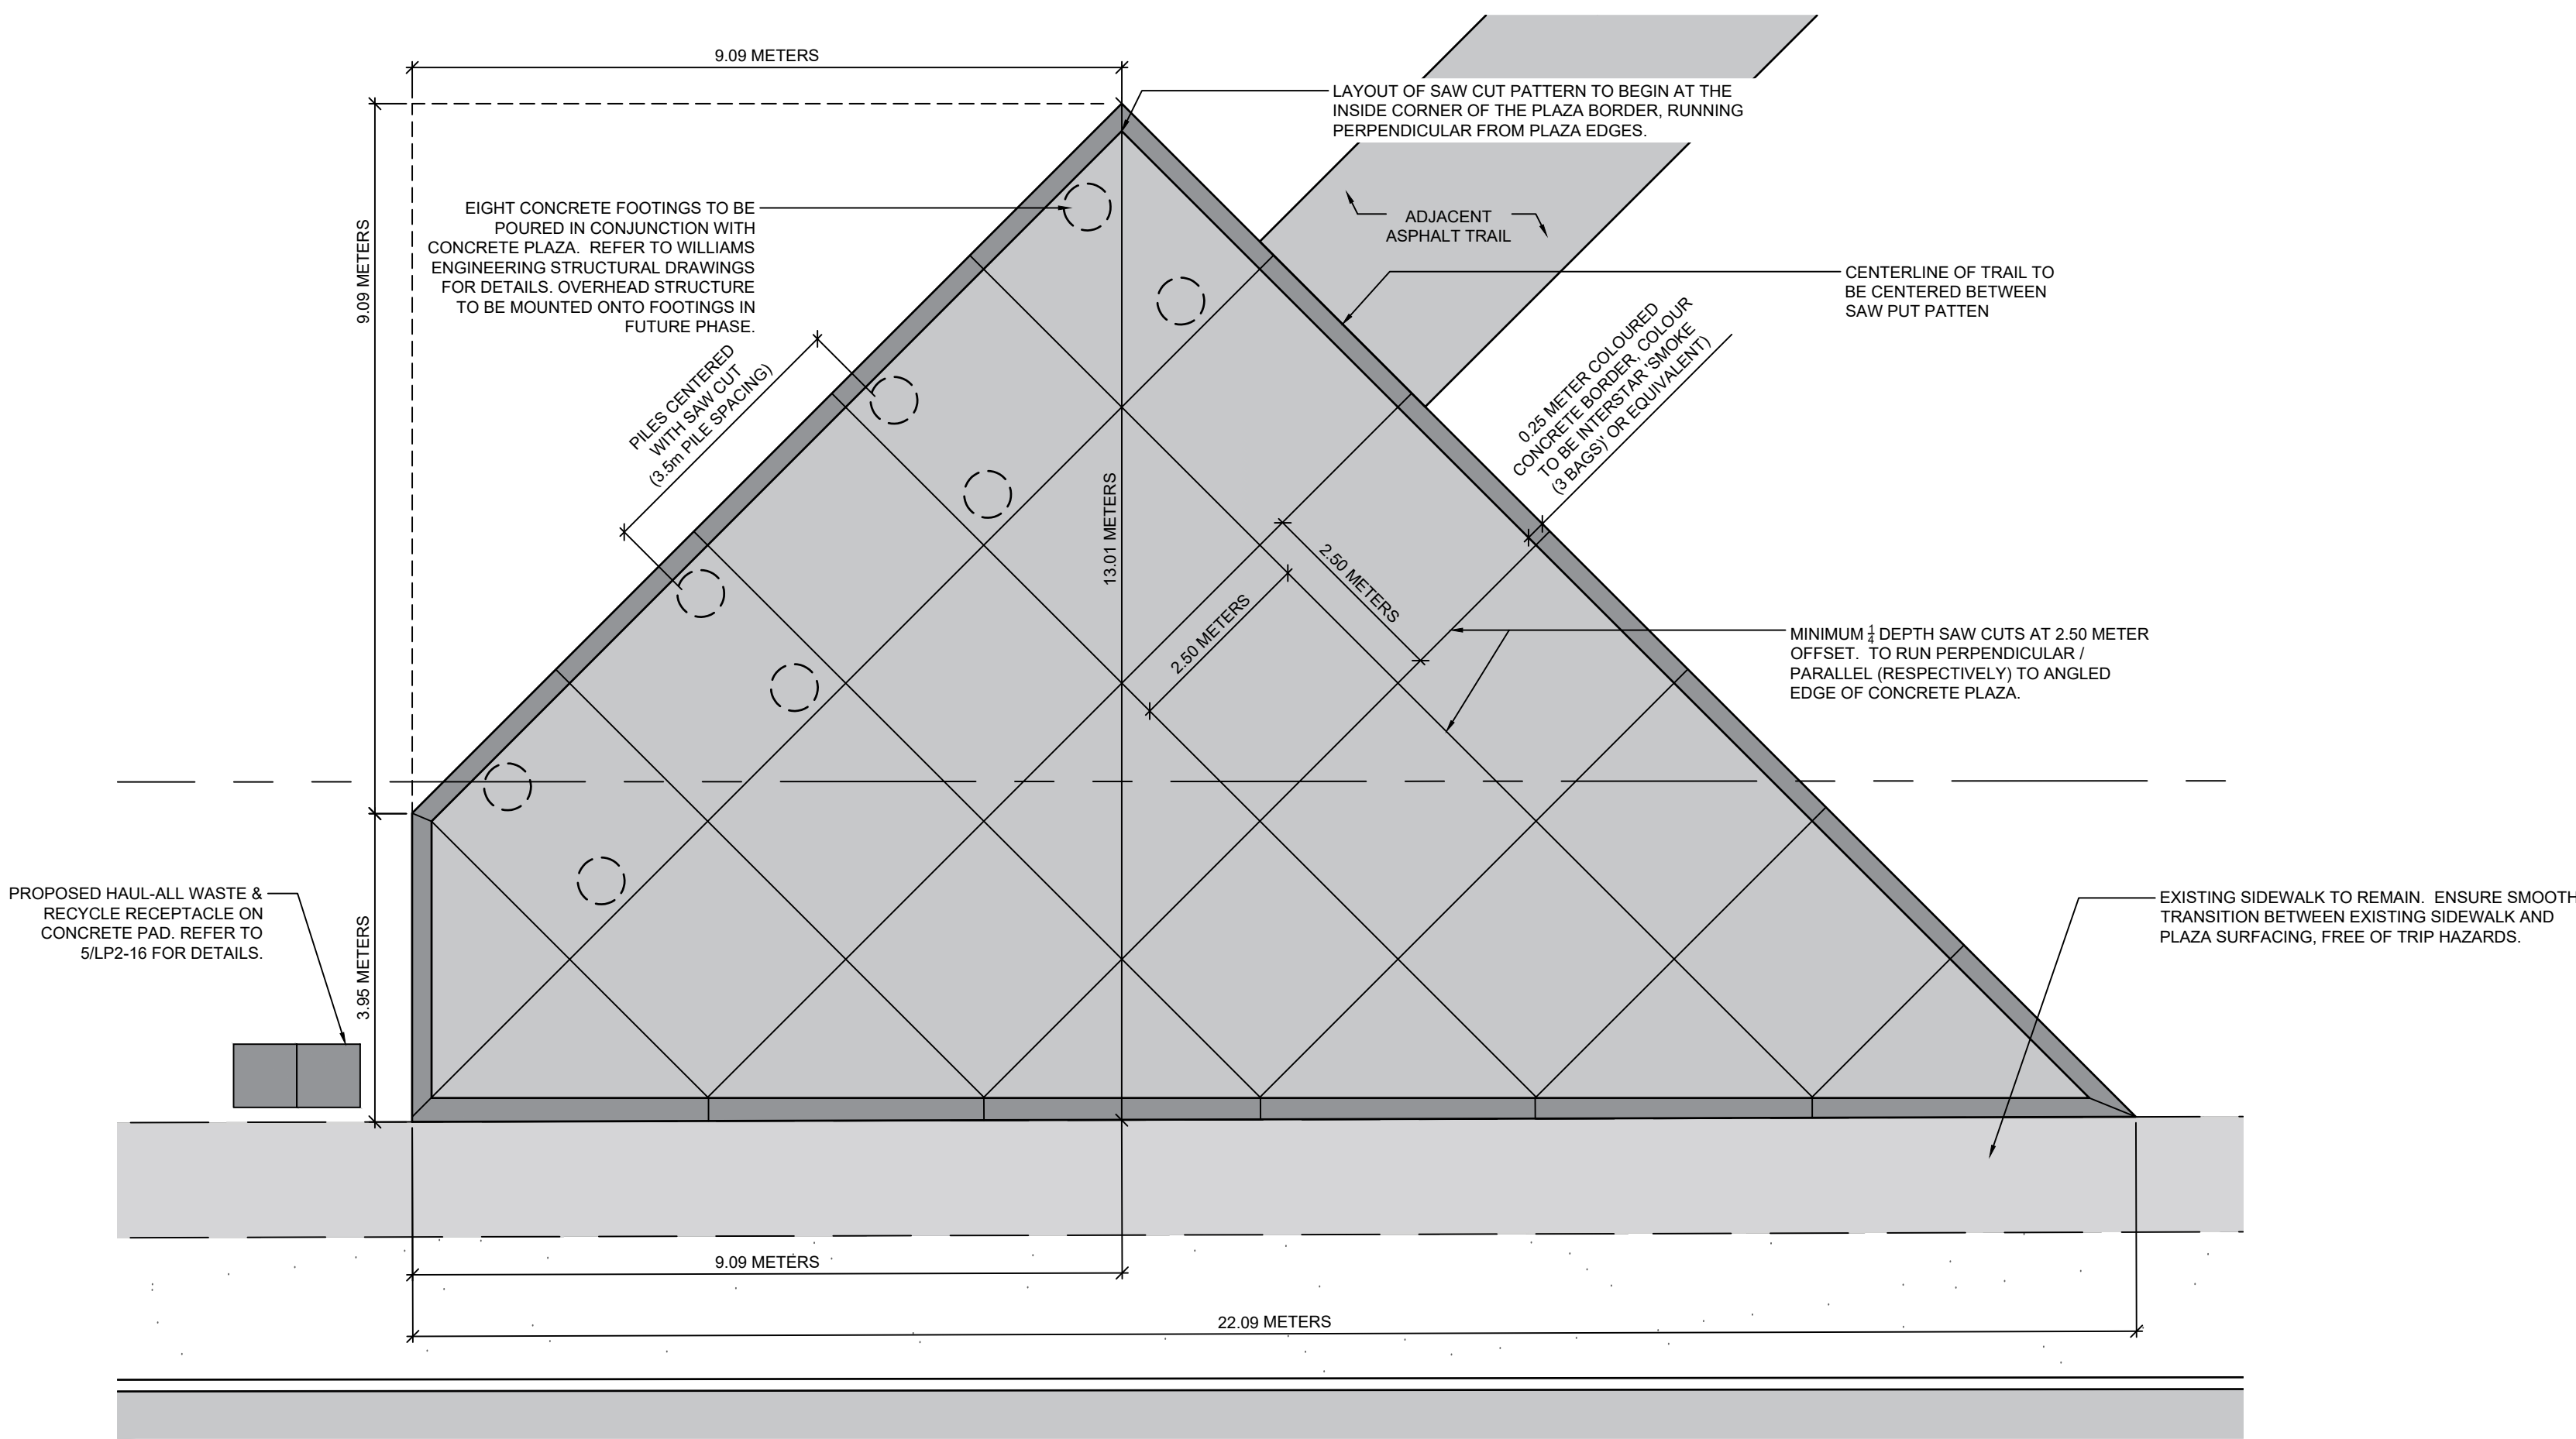 9.09 METERS
LAYOUT OF SAW CUT PATTERN TO BEGIN AT THE
INSIDE CORNER OF THE PLAZA BORDER, RUNNING
PERPENDICULAR FROM PLAZA EDGES.
EIGHT CONCRETE FOOTINGS TO BE
POURED IN CONJUNCTION WITH
CONCRETE PLAZA. REFER TO WILLIAMS
ENGINEERING STRUCTURAL DRAWINGS
FOR DETAILS. OVERHEAD STRUCTURE
TO BE MOUNTED ONTO FOOTINGS IN
FUTURE PHASE.
ADJACENT
ASPHALT TRAIL
9.09 METERS
CENTERLINE OF TRAIL TO
BE CENTERED BETWEEN
SAW PUT PATTEN
PILES CENTERED
WITH SAW CUT
(3.5m PILE SPACING)
0.25 METER COLOURED
CONCRETE BORDER, COLOUR
TO BE INTERSTAR 'SMOKE
(3 BAGS)' OR EQUIVALENT)
13.01 METERS
2.50 METERS
2.50 METERS
MINIMUM 1/4 DEPTH SAW CUTS AT 2.50 METER
OFFSET. TO RUN PERPENDICULAR /
PARALLEL (RESPECTIVELY) TO ANGLED
EDGE OF CONCRETE PLAZA.
PROPOSED HAUL-ALL WASTE &
RECYCLE RECEPTACLE ON
CONCRETE PAD. REFER TO
5/LP2-16 FOR DETAILS.
3.95 METERS
EXISTING SIDEWALK TO REMAIN. ENSURE SMOOTH
TRANSITION BETWEEN EXISTING SIDEWALK AND
PLAZA SURFACING, FREE OF TRIP HAZARDS.
9.09 METERS
22.09 METERS